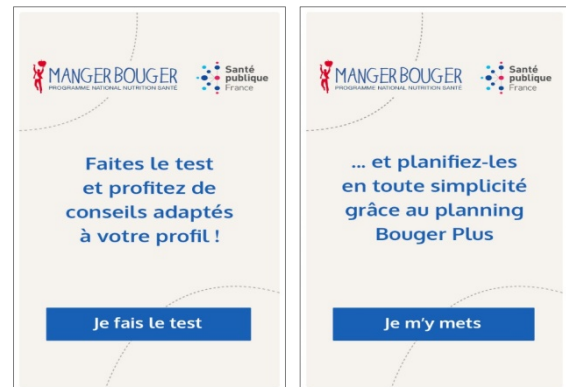 MANGER BOUGER
PROGRAMME NATIONAL NUTRITION SANTÉ
Santé
publique
France
Faites le test
et profitez de
conseils adaptés
à votre profil !
Je fais le test
MANGER BOUGER
PROGRAMME NATIONAL NUTRITION SANTÉ
Santé
publique
France
... et planifiez-les
en toute simplicité
grâce au planning
Bouger Plus
Je m'y mets